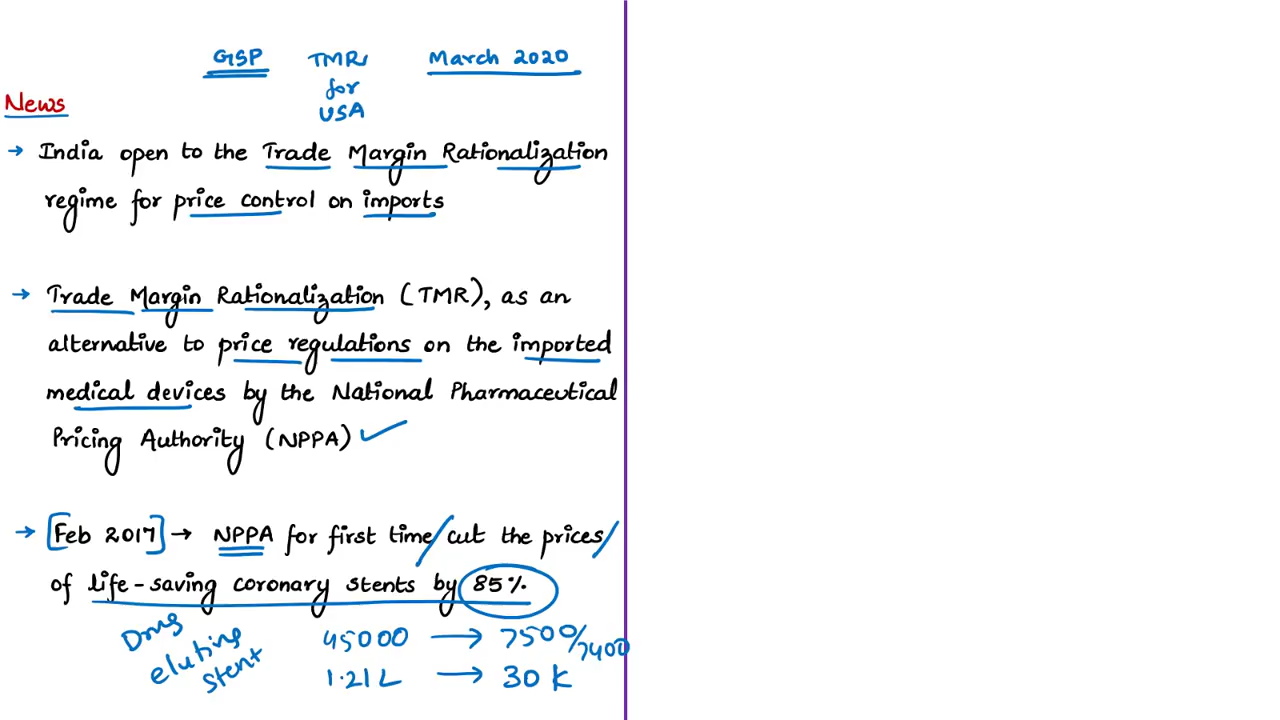 GSP TMR March 2020
for
USA
News
→ India open to the Trade Margin Rationalization
regime for price control on imports
→ Trade Margin Rationalization (TMR), as an
alternative to price regulations on the imported
medical devices by the National Pharmaceutical
Pricing Authority (NPPA) ✓
→ [Feb 2017] → NPPA for first time/cut the prices/
of life-saving coronary stents by 85%.
Drug
eluting
stent
45000 → 7500/7400
1.21L → 30K